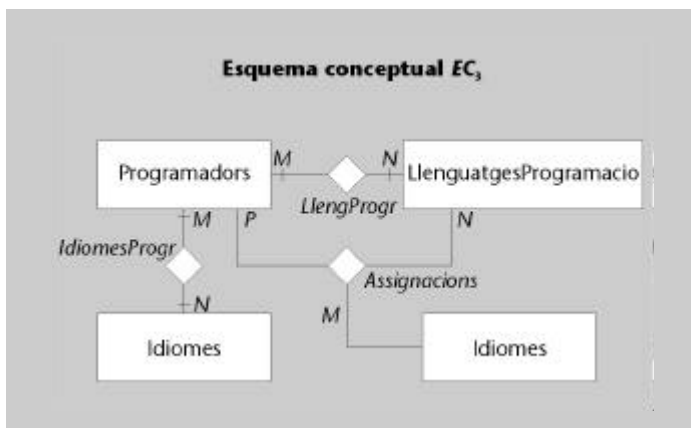 Esquema conceptual EC₃
M N
Programadors LlenguatgesProgramacio
LlengProgr
M P N
IdiomesProgr
Assignacions
N M
Idiomes Idiomes